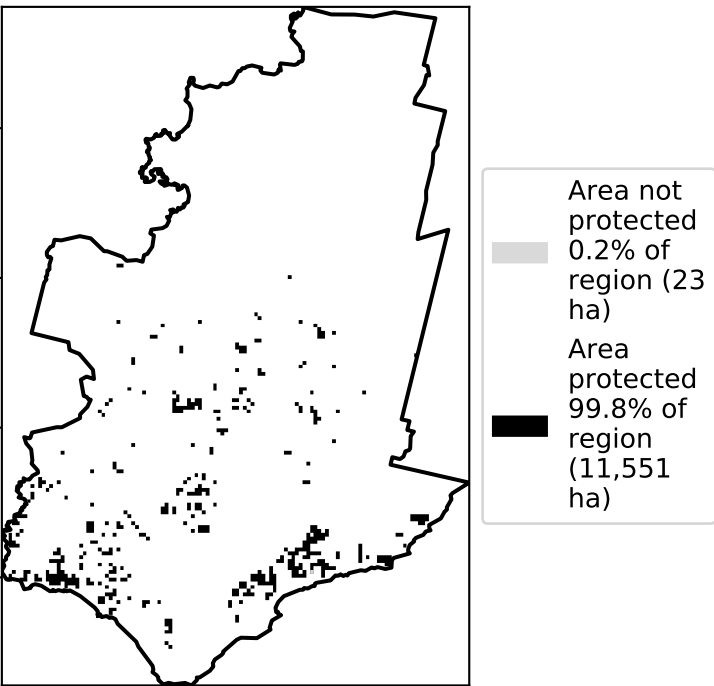 Area not
protected
0.2% of
region (23
ha)
Area
protected
99.8% of
region
(11,551
ha)